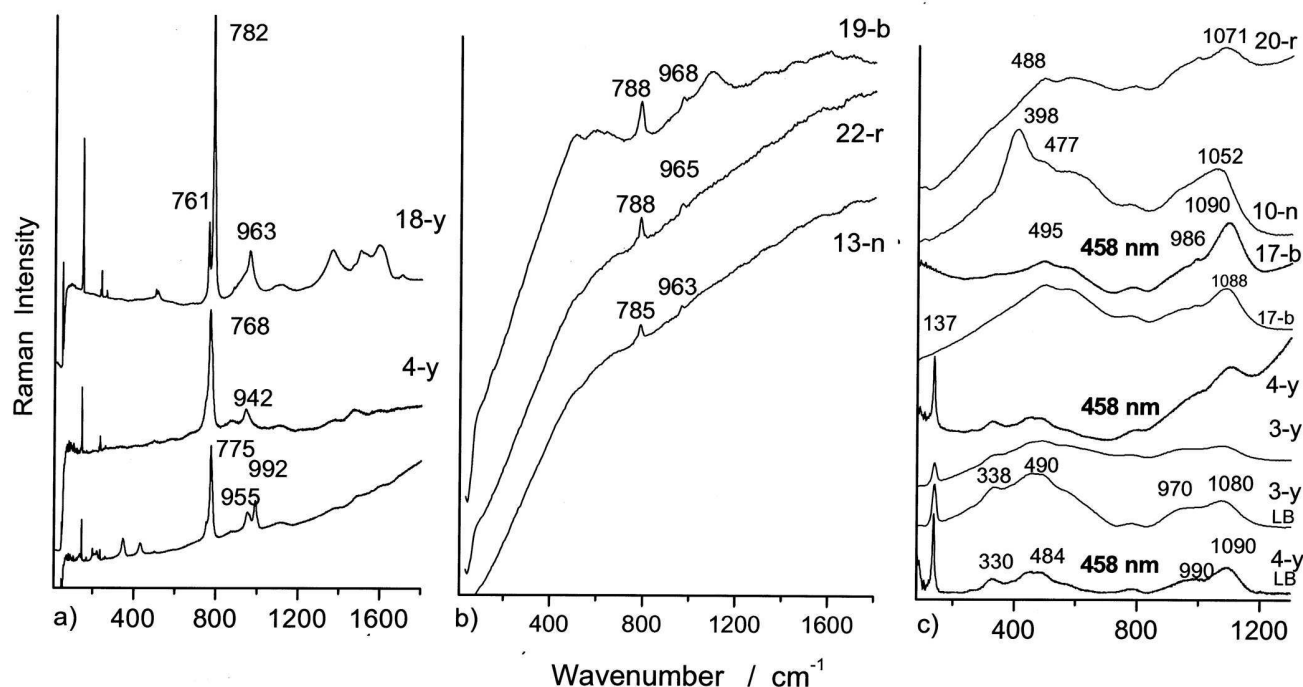 782
761
963
18-y
768
4-y
942
775
992
955
a)
400
800
1200
1600
Raman Intensity
19-b
788
968
22-r
965
788
13-n
963
785
b)
400
800
1200
1600
Wavenumber / cm⁻¹
1071
20-r
488
398
477
1052
10-n
1090
495
458 nm
986
17-b
1088
17-b
137
4-y
458 nm
3-y
338
490
970
1080
3-y
LB
330
484
458 nm
990
1090
4-y
LB
c)
400
800
1200